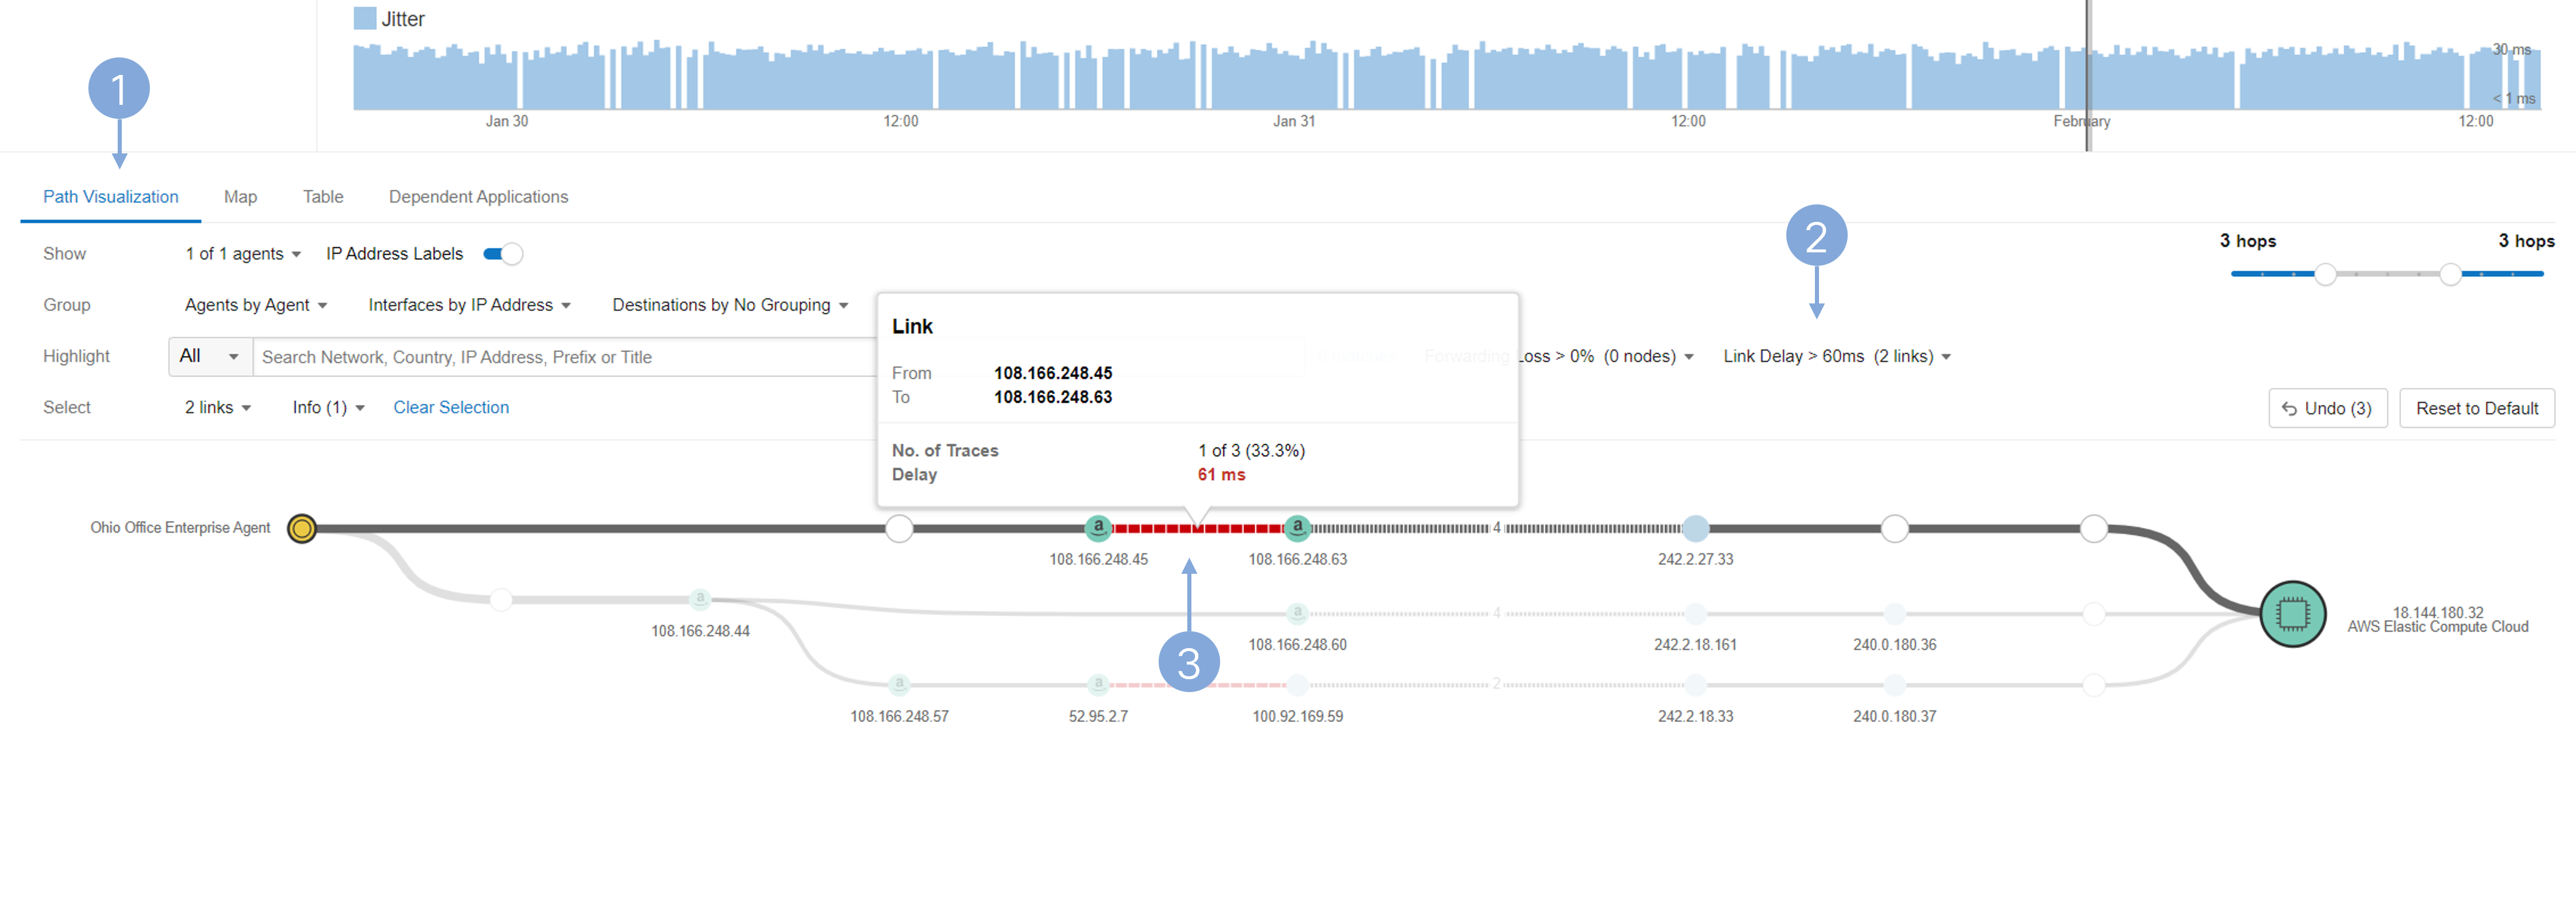 Jitter
30 ms
< 1 ms
Jan 30
12:00
Jan 31
12:00
February
12:00
1
Path Visualization
Map
Table
Dependent Applications
2
Show
1 of 1 agents
IP Address Labels
3 hops
3 hops
Group
Agents by Agent
Interfaces by IP Address
Destinations by No Grouping
Highlight
All
Search Network, Country, IP Address, Prefix or Title
Forwarding Loss > 0% (0 nodes)
Link Delay > 60ms (2 links)
Select
2 links
Info (1)
Clear Selection
Undo (3)
Reset to Default
Link
From 108.166.248.45
To 108.166.248.63
No. of Traces 1 of 3 (33.3%)
Delay 61 ms
Ohio Office Enterprise Agent
a
a
4
108.166.248.45
108.166.248.63
242.2.27.33
a
a
4
108.166.248.44
108.166.248.60
242.2.18.161
240.0.180.36
18.144.180.32
AWS Elastic Compute Cloud
3
a
a
2
108.166.248.57
52.95.2.7
100.92.169.59
242.2.18.33
240.0.180.37